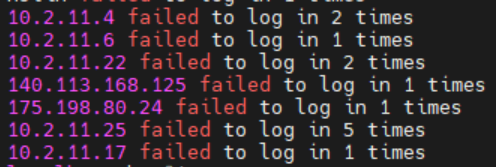 10.2.11.4 failed to log in 2 times
10.2.11.6 failed to log in 1 times
10.2.11.22 failed to log in 2 times
140.113.168.125 failed to log in 1 times
175.198.80.24 failed to log in 1 times
10.2.11.25 failed to log in 5 times
10.2.11.17 failed to log in 1 times